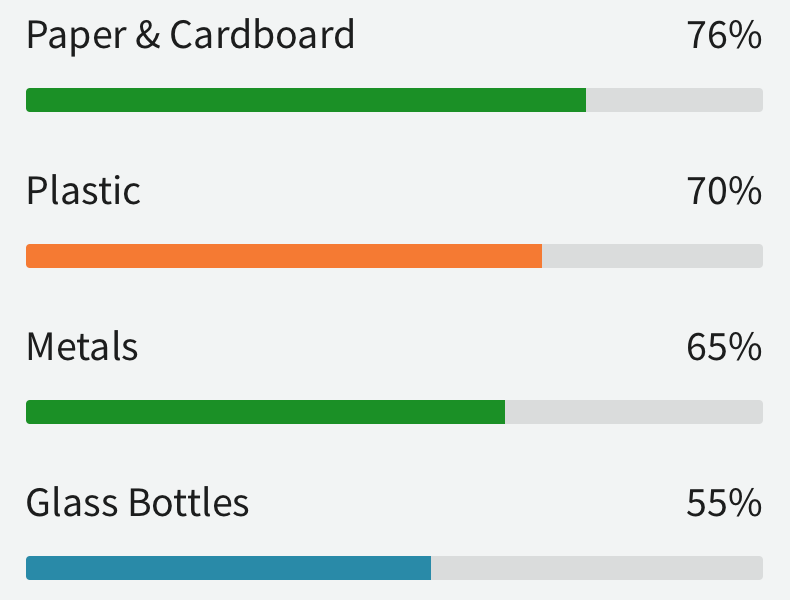 Paper & Cardboard 76%
Plastic 70%
Metals 65%
Glass Bottles 55%